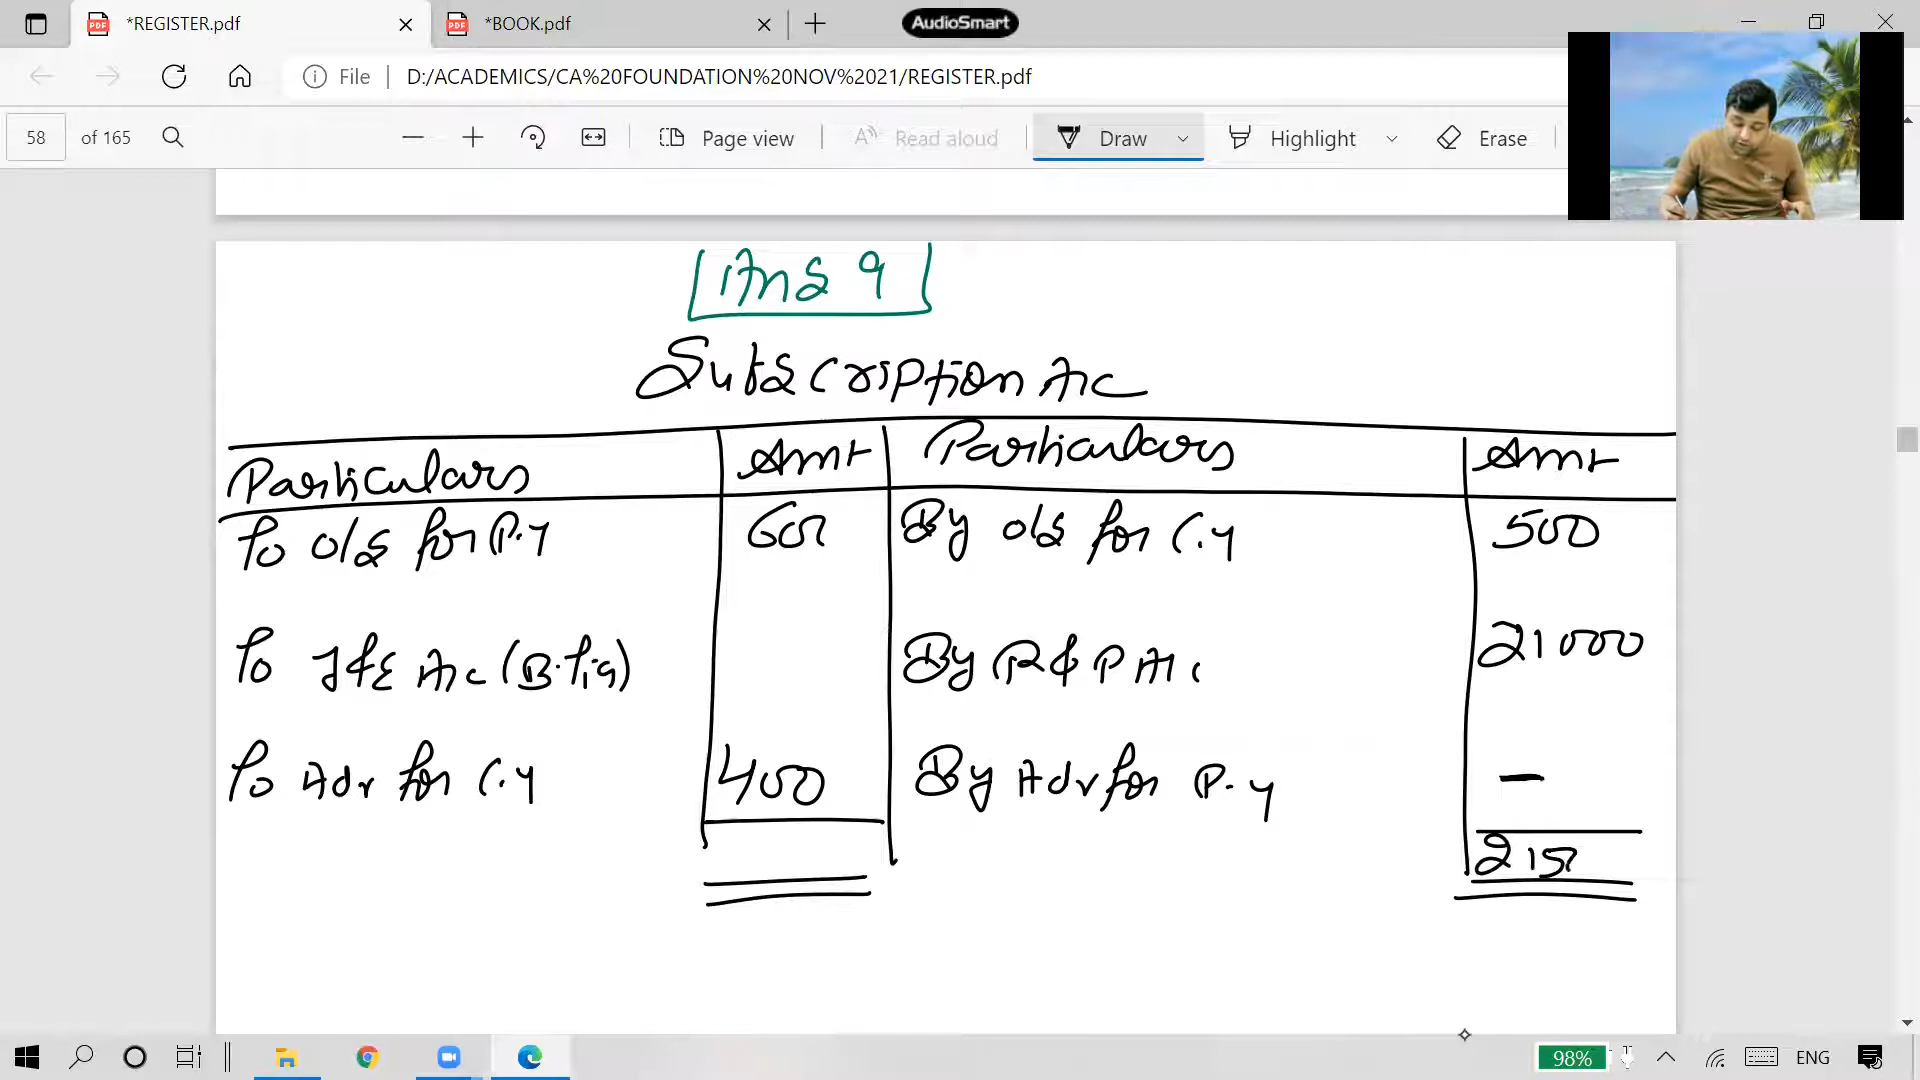 *REGISTER.pdf
*BOOK.pdf
AudioSmart
File D:/ACADEMICS/CA%20FOUNDATION%20NOV%2021/REGISTER.pdf
58 of 165
Page view
Read aloud
Draw
Highlight
Erase
Ans 9
Subscription A/c
Particulars Amt Particulars Amt
To o/s for P.y 600 By o/s for C.y 500
To I&E A/c (B.fig) By R&P A/c 21000
To Adv for C.y 400 By Adv for P.y -
215
98%
ENG